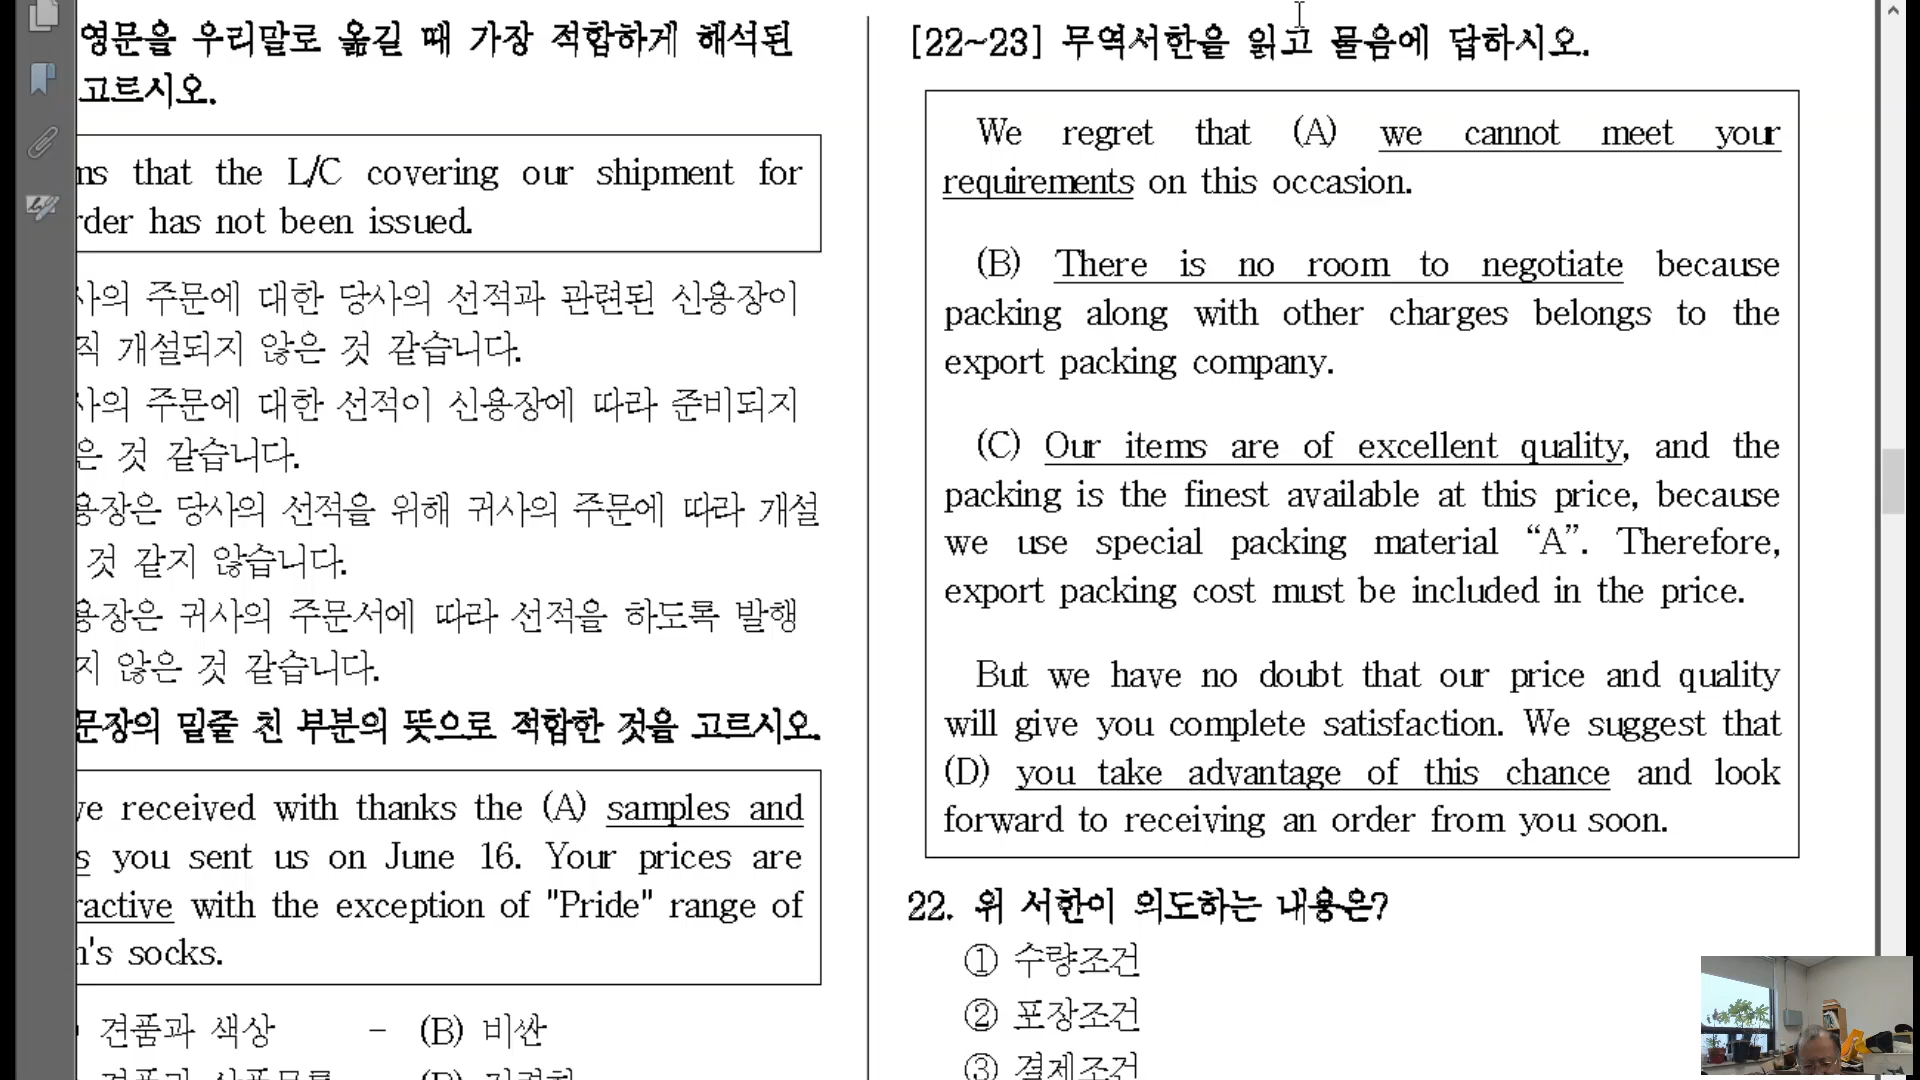 영문을 우리말로 옮길 때 가장 적합하게 해석된
고르시오.
that the L/C covering our shipment for
has not been issued.
주문에 대한 당사의 선적과 관련된 신용장이
개설되지 않은 것 같습니다.
주문에 대한 선적이 신용장에 따라 준비되지
것 같습니다.
당사의 선적을 위해 귀사의 주문에 따라 개설
것 같지 않습니다.
귀사의 주문서에 따라 선적을 하도록 발행
않은 것 같습니다.
문장의 밑줄 친 부분의 뜻으로 적합한 것을 고르시오.
received with thanks the (A) samples and
you sent us on June 16. Your prices are
with the exception of "Pride" range of
socks.
견품과 색상 - (B) 비싼
[22~23] 무역서한을 읽고 물음에 답하시오.
We regret that (A) we cannot meet your
requirements on this occasion.
(B) There is no room to negotiate because
packing along with other charges belongs to the
export packing company.
(C) Our items are of excellent quality, and the
packing is the finest available at this price, because
we use special packing material “A”. Therefore,
export packing cost must be included in the price.
But we have no doubt that our price and quality
will give you complete satisfaction. We suggest that
(D) you take advantage of this chance and look
forward to receiving an order from you soon.
22. 위 서한이 의도하는 내용은?
① 수량조건
② 포장조건
③ 결제조건